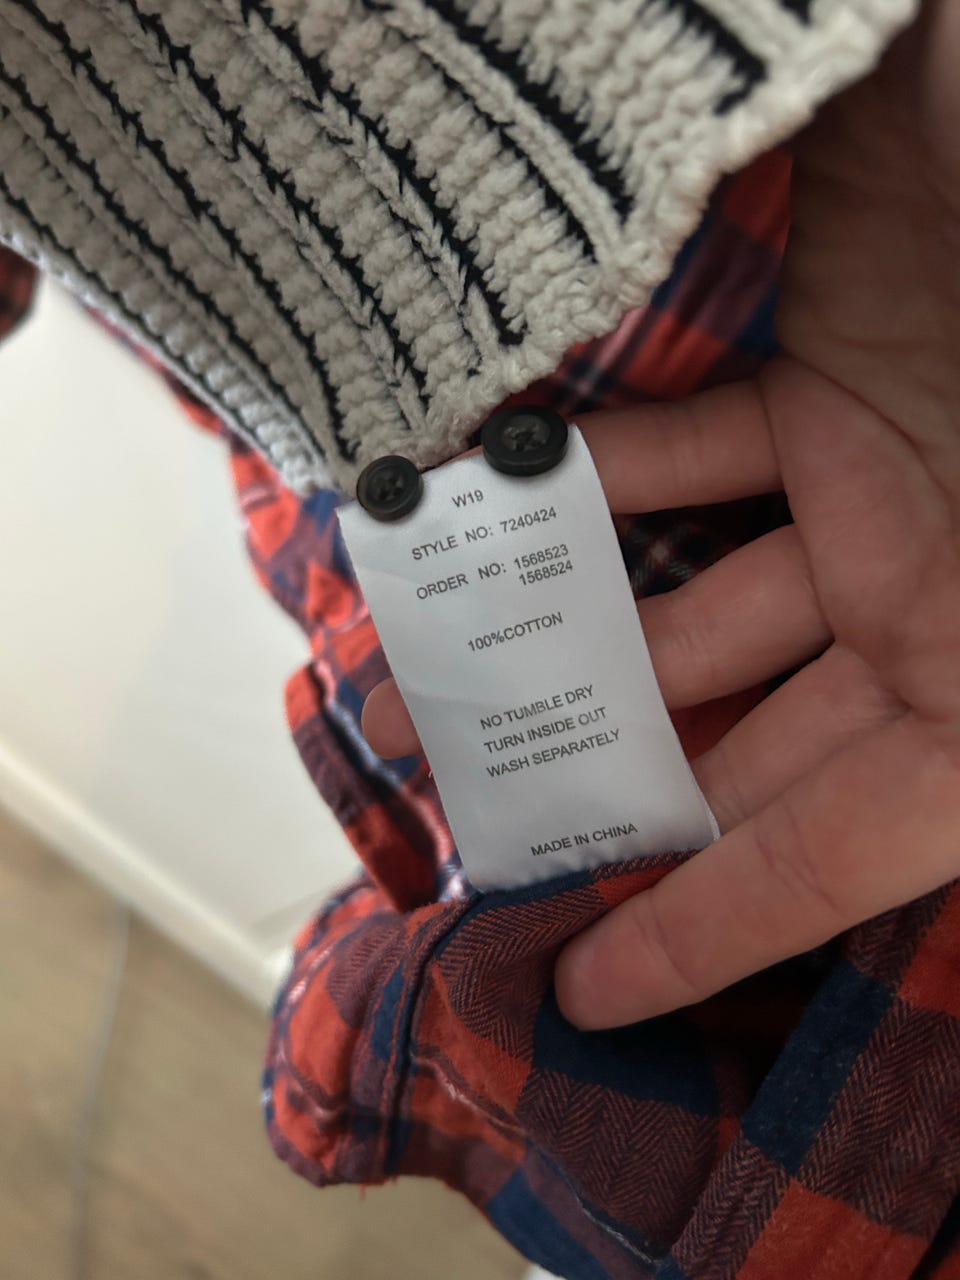 W19
STYLE NO: 7240424
ORDER NO: 1568523
1568524
100%COTTON
NO TUMBLE DRY
TURN INSIDE OUT
WASH SEPARATELY
MADE IN CHINA